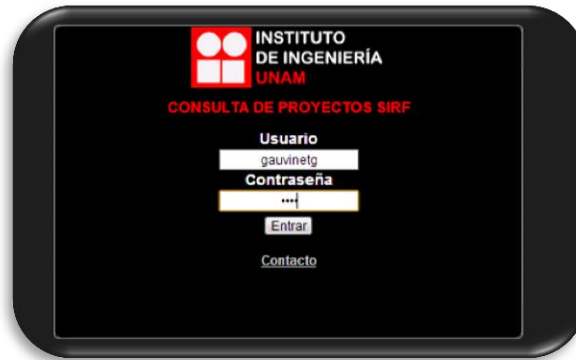 INSTITUTO
DE INGENIERÍA
UNAM
CONSULTA DE PROYECTOS SIRF
Usuario
gauvinetg
Contraseña
••••
Entrar
Contacto